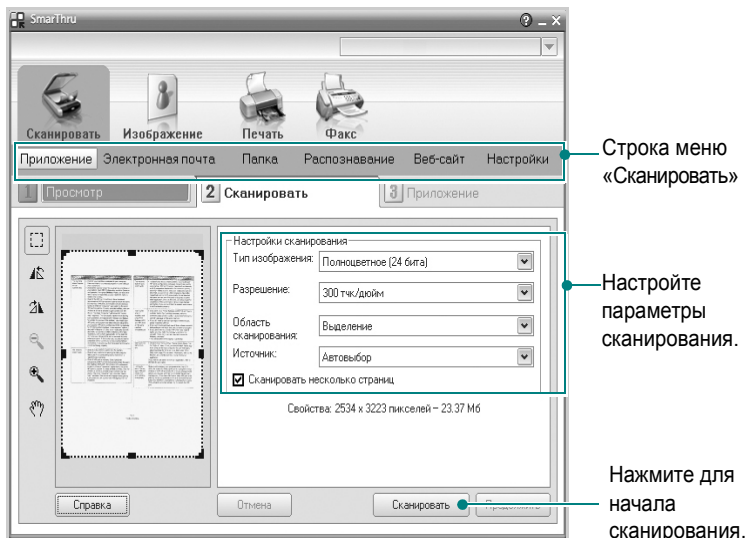 SmarThru
Сканировать Изображение Печать Факс
Приложение Электронная почта Папка Распознавание Веб-сайт Настройки
Строка меню
«Сканировать»
1 Просмотр 2 Сканировать 3 Приложение
Настройки сканирования
Тип изображения: Полноцветное (24 бита)
Разрешение: 300 тчк./дюйм
Область
сканирования: Выделение
Источник: Автовыбор
Сканировать несколько страниц
Настройте
параметры
сканирования.
Свойства: 2534 x 3223 пикселей – 23.37 Мб
Справка Отмена Сканировать
Нажмите для
начала
сканирования.